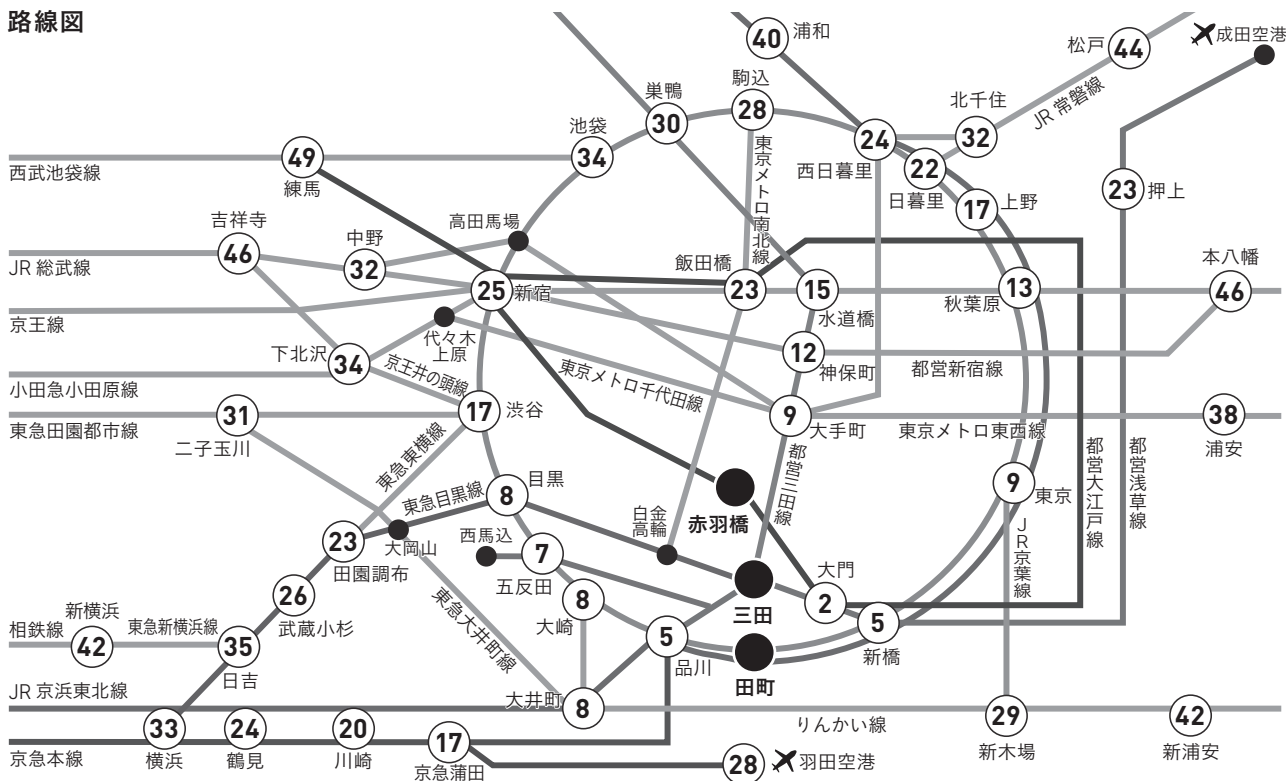 路線図
40
浦和
松戸
44
成田空港
巣鴨
駒込
28
30
北千住
JR常磐線
池袋
34
24
32
49
西武池袋線
練馬
東京メトロ南北線
西日暮里
22
日暮里
23
押上
17
上野
吉祥寺
高田馬場
中野
46
JR 総武線
32
飯田橋
本八幡
25
新宿
23
15
13
秋葉原
46
水道橋
京王線
代々木
上原
下北沢
12
神保町
34
京王井の頭線
東京メトロ千代田線
都営新宿線
小田急小田原線
31
17
渋谷
9
大手町
38
東急田園都市線
東京メトロ東西線
二子玉川
浦安
東急東横線
都営三田線
都営大江戸線
都営浅草線
目黒
8
東急目黒線
赤羽橋
9
東京
白金
高輪
西馬込
23
大岡山
田園調布
7
五反田
JR京葉線
大門
三田
2
26
武蔵小杉
8
大崎
新横浜
東急新横浜線
東急大井町線
相鉄線
42
35
日吉
5
品川
5
新橋
田町
JR 京浜東北線
大井町
8
りんかい線
29
新木場
42
新浦安
33
横浜
24
鶴見
20
川崎
17
京急蒲田
京急本線
28
羽田空港